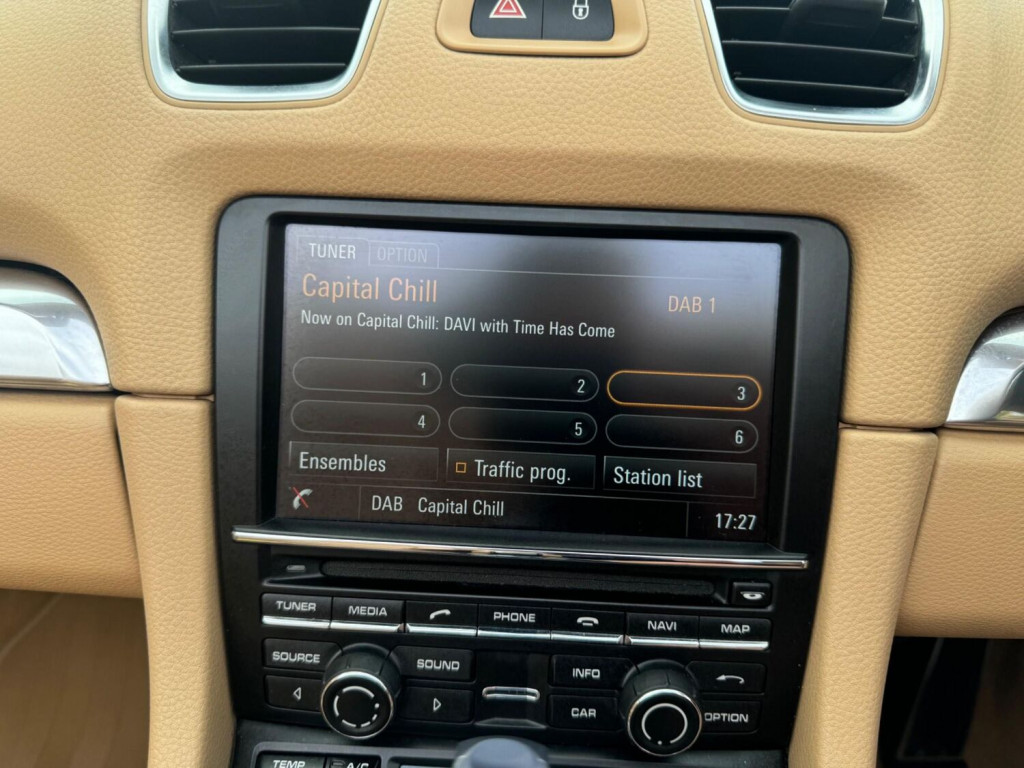 TUNER OPTION
Capital Chill DAB 1
Now on Capital Chill: DAVI with Time Has Come
1 2 3
4 5 6
Ensembles Traffic prog. Station list
DAB Capital Chill 17:27
TUNER MEDIA PHONE NAVI MAP
SOURCE SOUND INFO
CAR OPTION
TEMP A/C